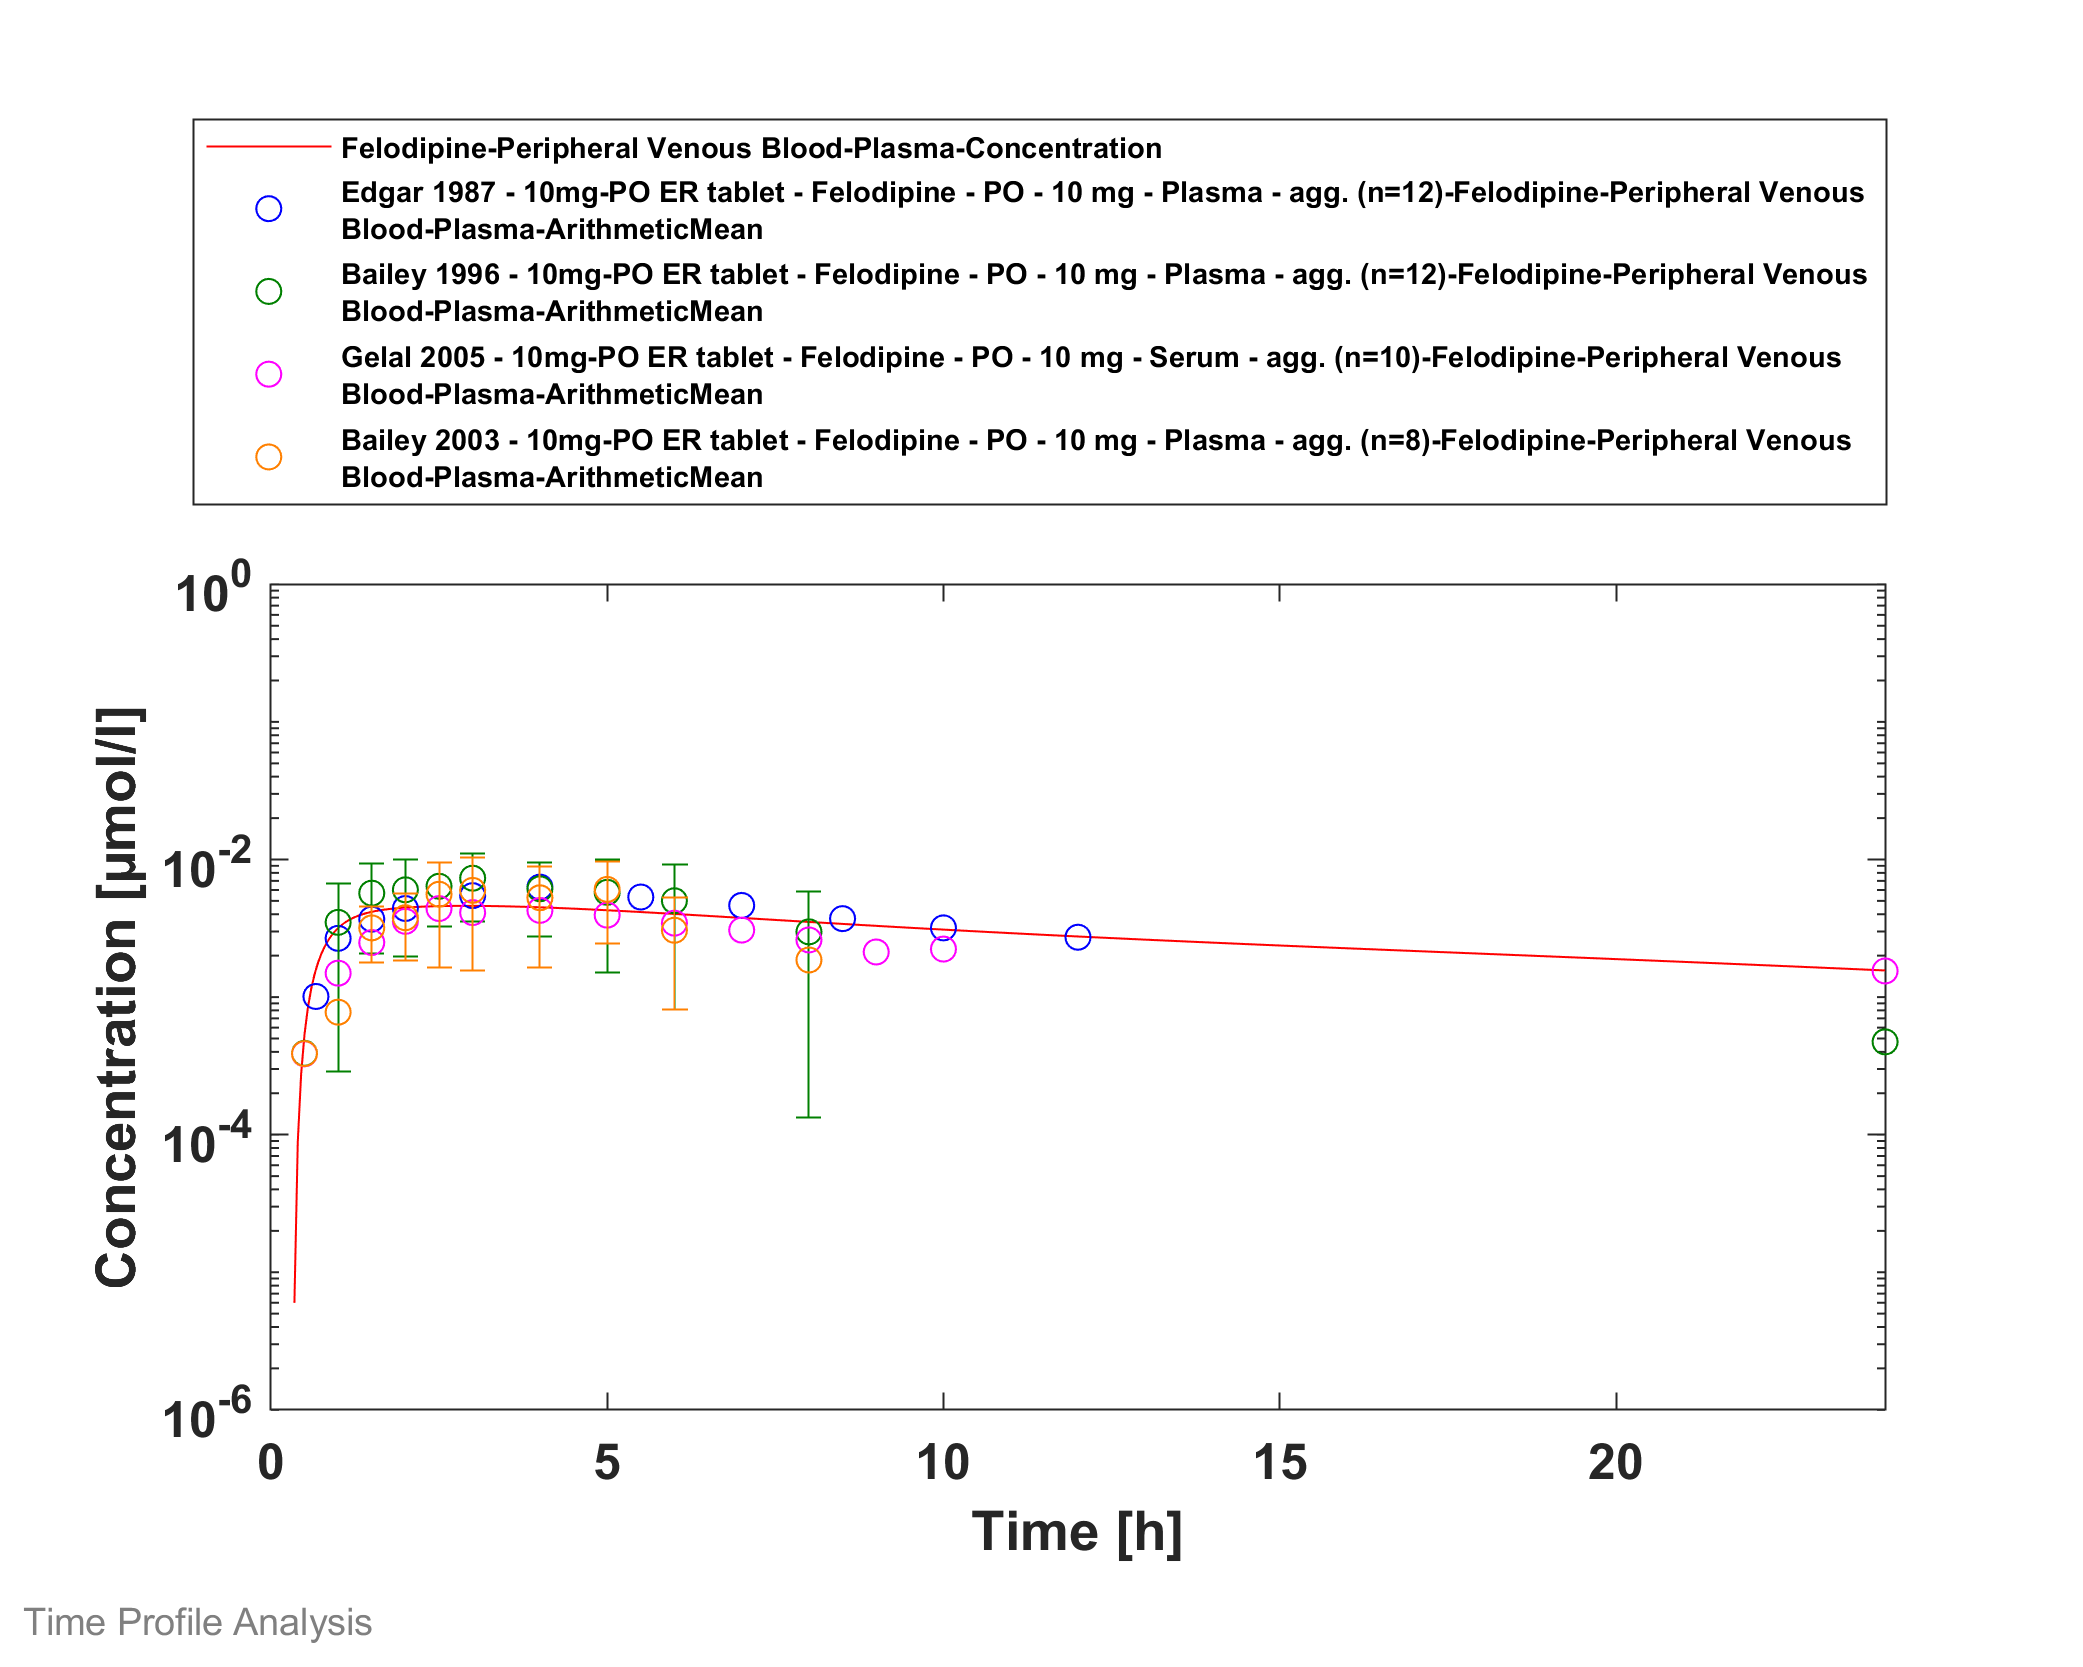 Felodipine-Peripheral Venous Blood-Plasma-Concentration
Edgar 1987 - 10mg-PO ER tablet - Felodipine - PO - 10 mg - Plasma - agg. (n=12)-Felodipine-Peripheral Venous
Blood-Plasma-ArithmeticMean
Bailey 1996 - 10mg-PO ER tablet - Felodipine - PO - 10 mg - Plasma - agg. (n=12)-Felodipine-Peripheral Venous
Blood-Plasma-ArithmeticMean
Gelal 2005 - 10mg-PO ER tablet - Felodipine - PO - 10 mg - Serum - agg. (n=10)-Felodipine-Peripheral Venous
Blood-Plasma-ArithmeticMean
Bailey 2003 - 10mg-PO ER tablet - Felodipine - PO - 10 mg - Plasma - agg. (n=8)-Felodipine-Peripheral Venous
Blood-Plasma-ArithmeticMean
10^0
10^-2
10^-4
10^-6
Concentration [µmol/l]
0 5 10 15 20
Time [h]
Time Profile Analysis